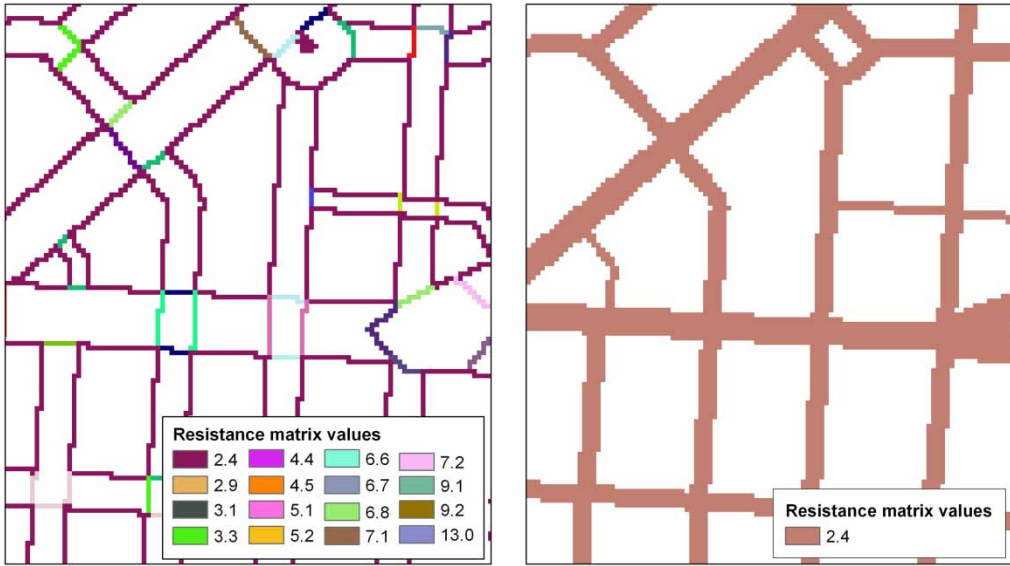 Resistance matrix values
2.4 4.4 6.6 7.2
2.9 4.5 6.7 9.1
3.1 5.1 6.8 9.2
3.3 5.2 7.1 13.0
Resistance matrix values
2.4